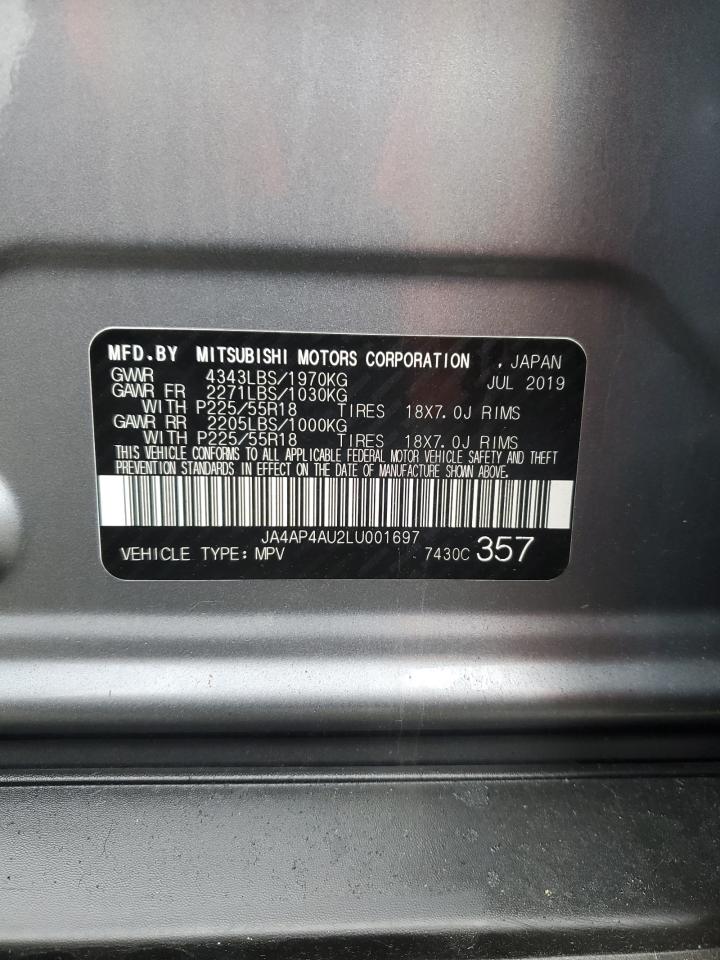 MFD.BY MITSUBISHI MOTORS CORPORATION , JAPAN
GVWR 4343LBS/1970KG JUL 2019
GAWR FR 2271LBS/1030KG
WITH P225/55R18 TIRES 18X7.0J RIMS
GAWR RR 2205LBS/1000KG
WITH P225/55R18 TIRES 18X7.0J RIMS
THIS VEHICLE CONFORMS TO ALL APPLICABLE FEDERAL MOTOR VEHICLE SAFETY AND THEFT
PREVENTION STANDARDS IN EFFECT ON THE DATE OF MANUFACTURE SHOWN ABOVE.
JA4AP4AU2LU001697
VEHICLE TYPE: MPV 7430C 357